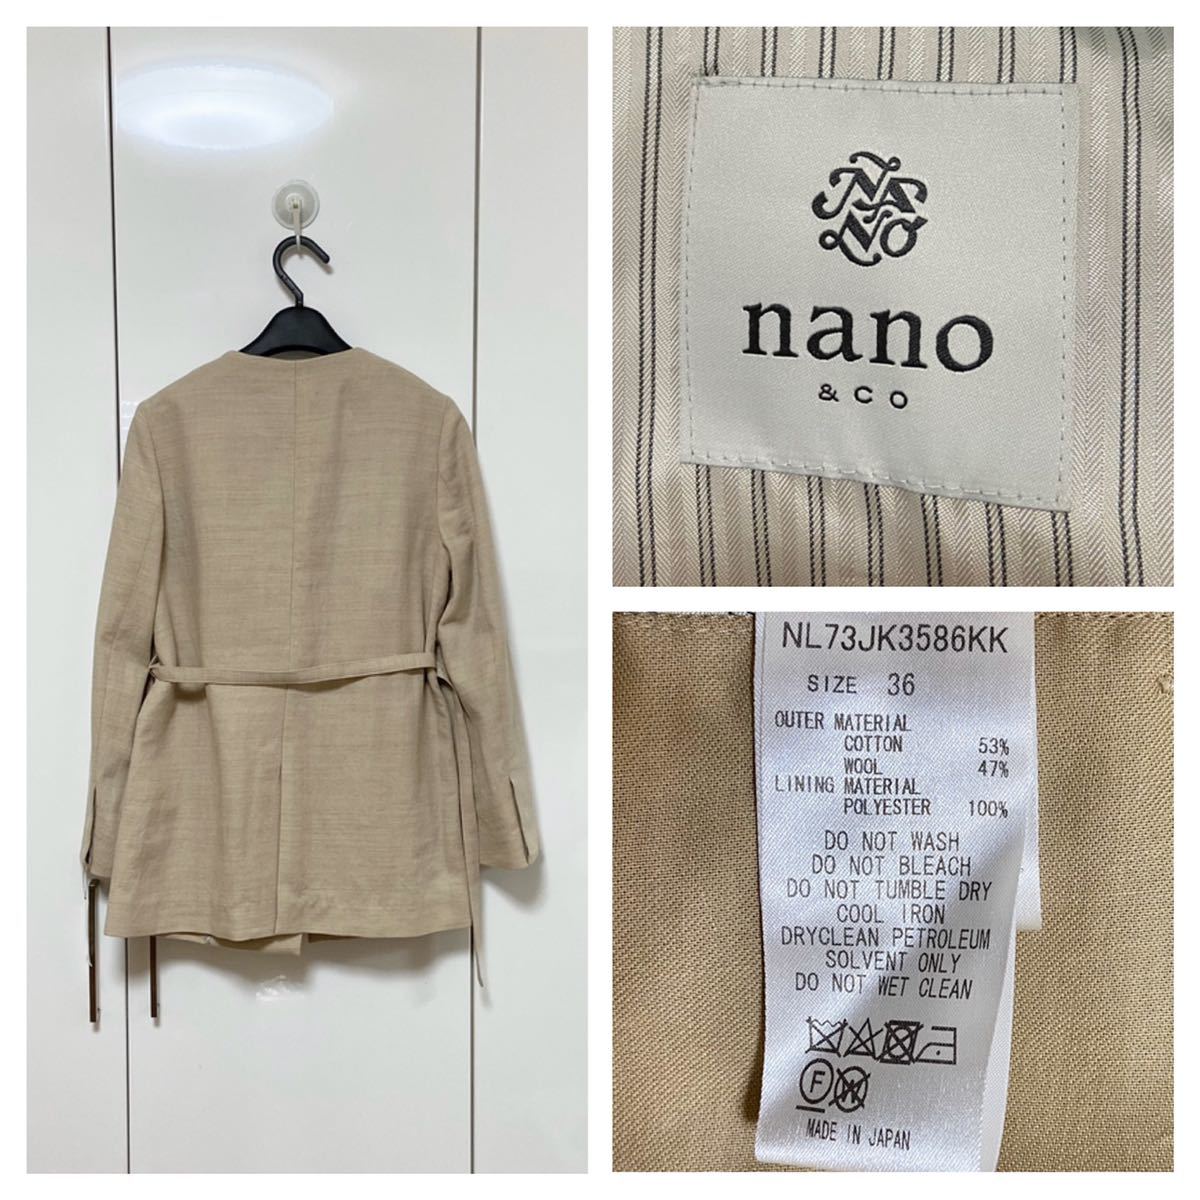 NANO
nano
& CO
NL73JK3586KK
SIZE 36
OUTER MATERIAL
COTTON 53%
WOOL 47%
LINING MATERIAL
POLYESTER 100%
DO NOT WASH
DO NOT BLEACH
DO NOT TUMBLE DRY
COOL IRON
DRYCLEAN PETROLEUM
SOLVENT ONLY
DO NOT WET CLEAN
F W
MADE IN JAPAN